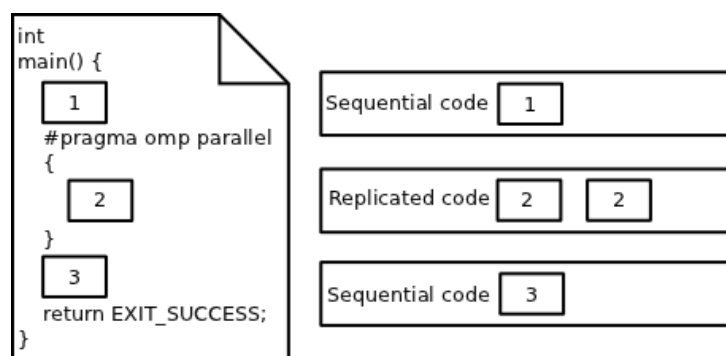 int
main() {
1
#pragma omp parallel
{
2
}
3
return EXIT_SUCCESS;
}
Sequential code 1
Replicated code 2 2
Sequential code 3